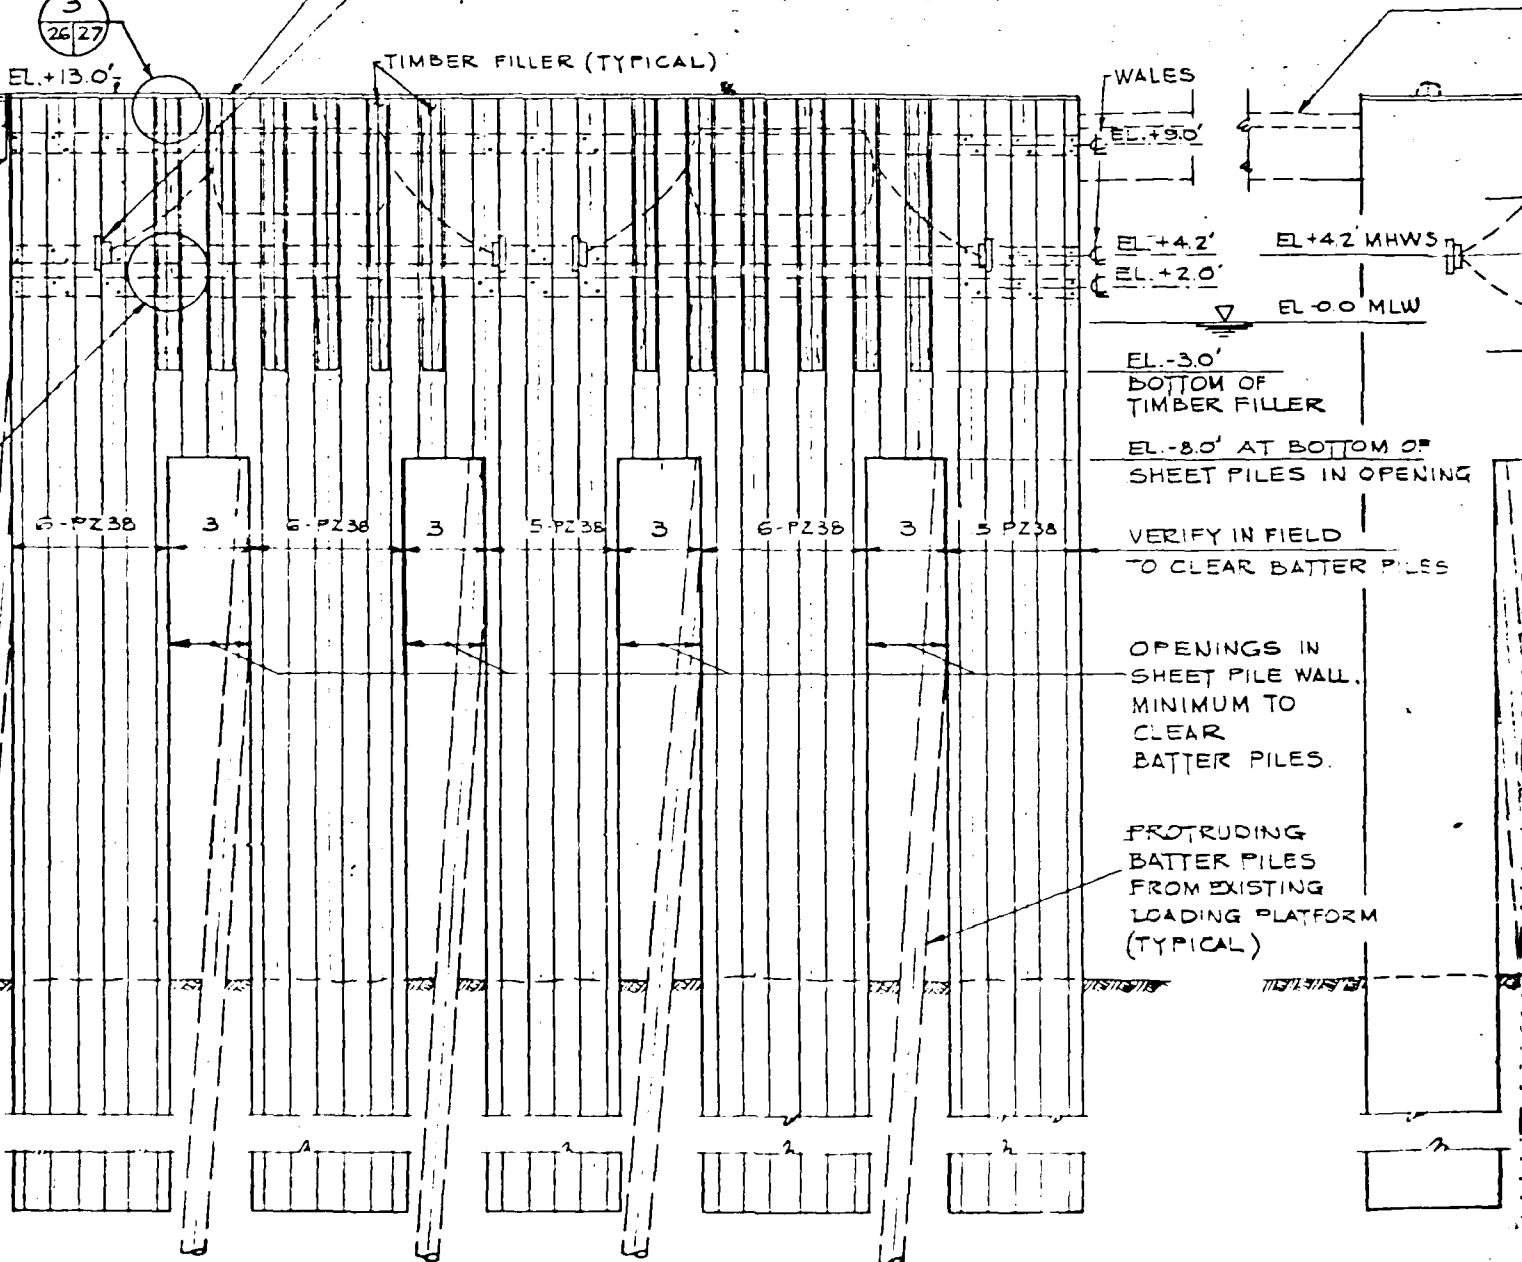 3
26 27
EL.+13.0'
TIMBER FILLER (TYPICAL)
WALES
EL.+9.0'
EL.+4.2'
EL+4.2' MHWS
EL.+2.0'
EL-0.0 MLW
EL.-3.0'
BOTTOM OF
TIMBER FILLER
EL.-8.0' AT BOTTOM OF
SHEET PILES IN OPENING
6-PZ38 3 6-PZ38 3 5-PZ38 3 6-PZ38 3 5 PZ38
VERIFY IN FIELD
TO CLEAR BATTER PILES
OPENINGS IN
SHEET PILE WALL.
MINIMUM TO
CLEAR
BATTER PILES.
PROTRUDING
BATTER PILES
FROM EXISTING
LOADING PLATFORM
(TYPICAL)